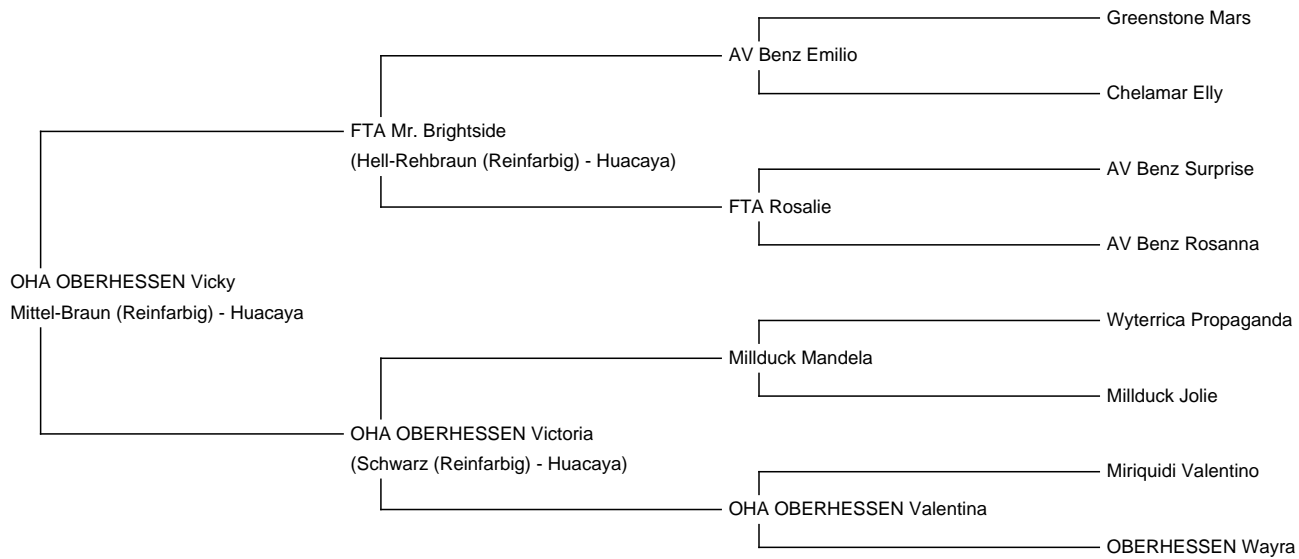 Greenstone Mars
AV Benz Emilio
Chelamar Elly
FTA Mr. Brightside
(Hell-Rehbraun (Reinfarbig) - Huacaya)
AV Benz Surprise
FTA Rosalie
AV Benz Rosanna
OHA OBERHESSEN Vicky
Mittel-Braun (Reinfarbig) - Huacaya
Wyterrica Propaganda
Millduck Mandela
Millduck Jolie
OHA OBERHESSEN Victoria
(Schwarz (Reinfarbig) - Huacaya)
Miriquidi Valentino
OHA OBERHESSEN Valentina
OBERHESSEN Wayra